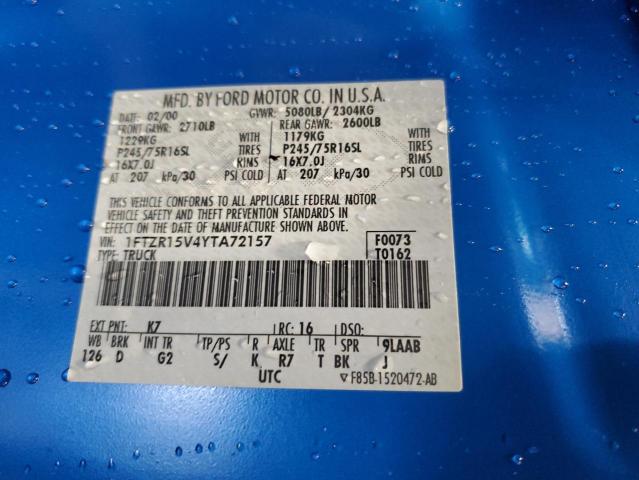 MFD. BY FORD MOTOR CO. IN U.S.A.
DATE: 02/00 GVWR: 5080LB/ 2304KG
FRONT GAWR: 2710LB REAR GAWR: 2600LB
1229KG WITH 1179KG WITH
P245/75R16SL TIRES P245/75R16SL TIRES
16X7.0J RIMS 16X7.0J RIMS
AT 207 kPa/30 PSI COLD AT 207 kPa/30 PSI COLD
THIS VEHICLE CONFORMS TO ALL APPLICABLE FEDERAL MOTOR
VEHICLE SAFETY AND THEFT PREVENTION STANDARDS IN
EFFECT ON THE DATE OF MANUFACTURE SHOWN ABOVE.
VIN: 1FTZR15V4YTA72157 F0073
TYPE: TRUCK T0162
EXT PNT: K7 RC: 16 DSO:
WB BRK INT TR TP/PS R AXLE TR SPR 9LAAB
126 D G2 S/ K R7 T BK J
UTC ▽ F85B-1520472-AB